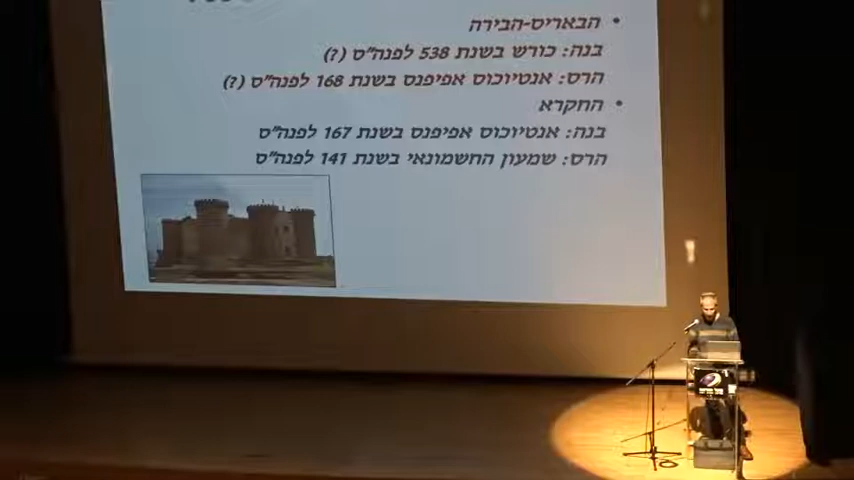 • הבאריס-הבירה
בנה: כורש בשנת 538 לפנה"ס (?)
הרס: אנטיוכוס אפיפנס בשנת 168 לפנה"ס (?)
• החקרא
בנה: אנטיוכוס אפיפנס בשנת 167 לפנה"ס
הרס: שמעון החשמונאי בשנת 141 לפנה"ס